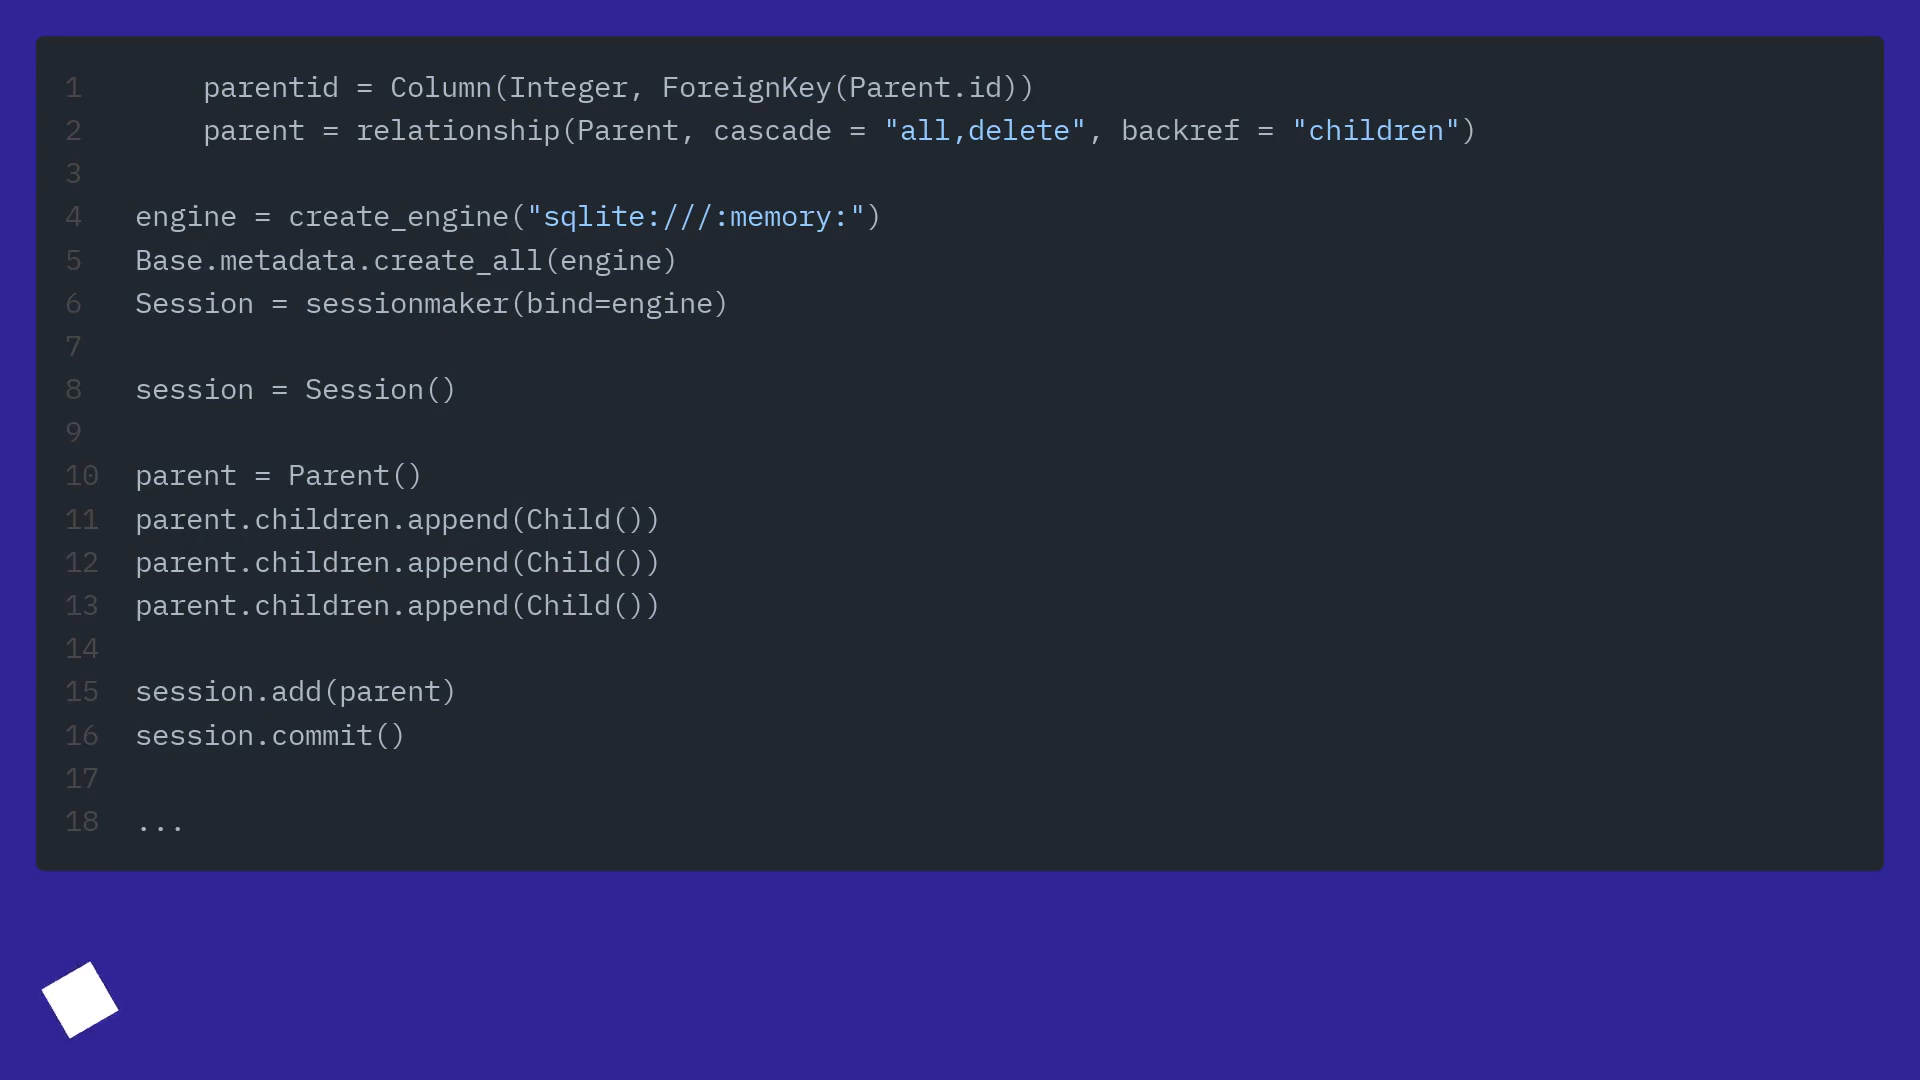 1 parentid = Column(Integer, ForeignKey(Parent.id))
2 parent = relationship(Parent, cascade = "all,delete", backref = "children")
3
4 engine = create_engine("sqlite:///:memory:")
5 Base.metadata.create_all(engine)
6 Session = sessionmaker(bind=engine)
7
8 session = Session()
9
10 parent = Parent()
11 parent.children.append(Child())
12 parent.children.append(Child())
13 parent.children.append(Child())
14
15 session.add(parent)
16 session.commit()
17
18 ...